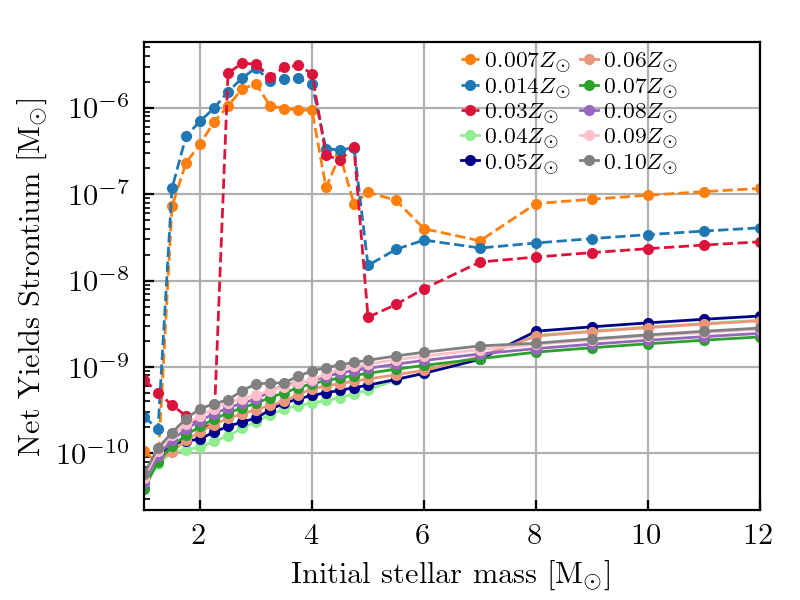 Net Yields Strontium [M⊙]
10⁻⁶
10⁻⁷
10⁻⁸
10⁻⁹
10⁻¹⁰
0.007Z⊙
0.014Z⊙
0.03Z⊙
0.04Z⊙
0.05Z⊙
0.06Z⊙
0.07Z⊙
0.08Z⊙
0.09Z⊙
0.10Z⊙
2 4 6 8 10 12
Initial stellar mass [M⊙]